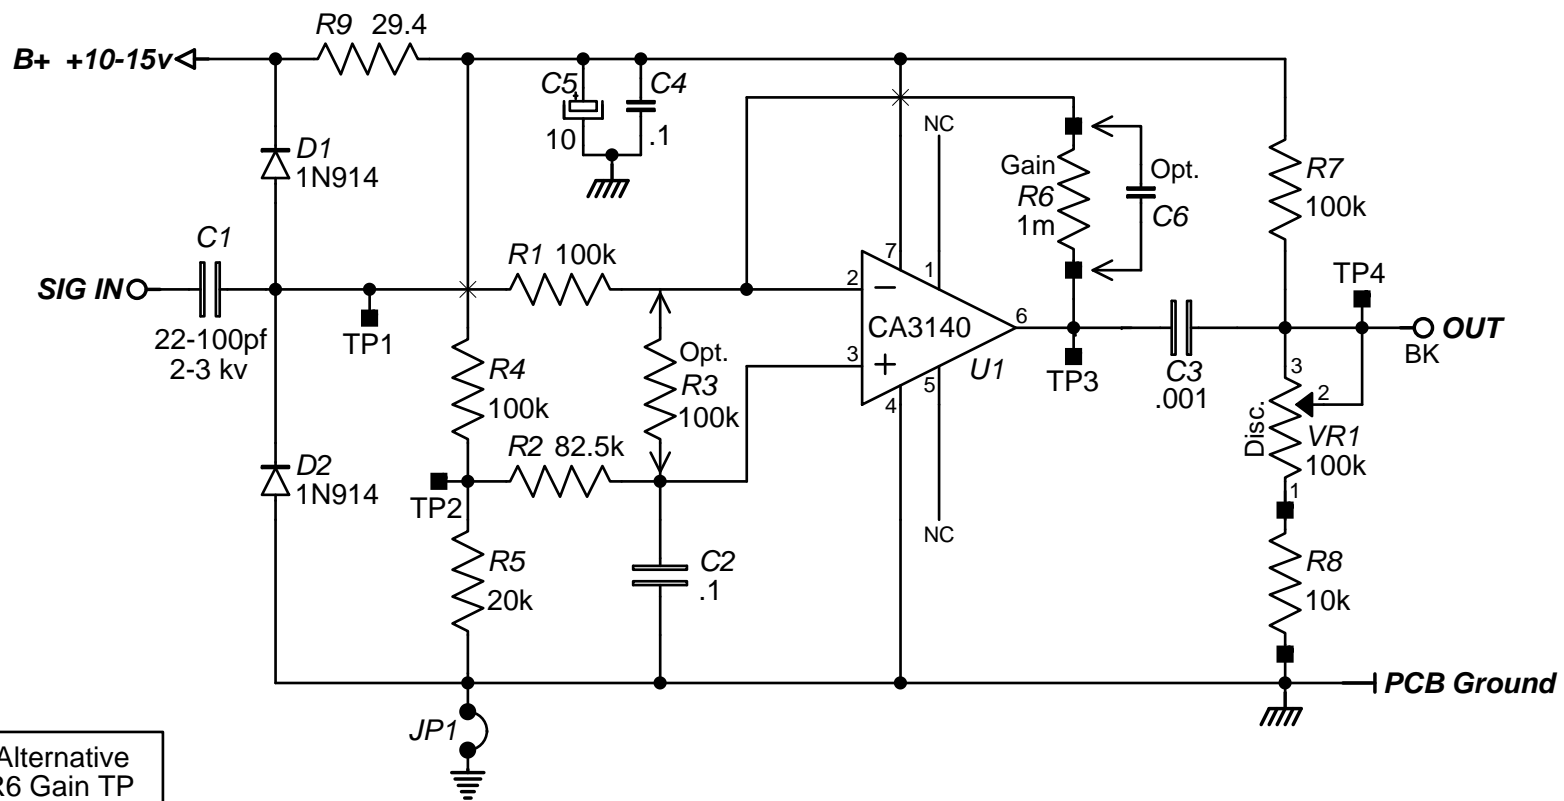 R9 29.4
B+ +10-15v
C5
10
C4
.1
NC
D1
1N914
Gain
R6
1m
Opt.
C6
R7
100k
C1
R1 100k
7
1
TP4
SIG IN
2
TP1
22-100pf
2-3 kv
CA3140
6
OUT
BK
3
U1
TP3
C3
.001
R4
100k
Opt.
R3
100k
4
5
3
2
Disc.
VR1
100k
1
R2 82.5k
D2
1N914
TP2
NC
R5
20k
C2
.1
R8
10k
PCB Ground
JP1
Alternative
R6 Gain TP